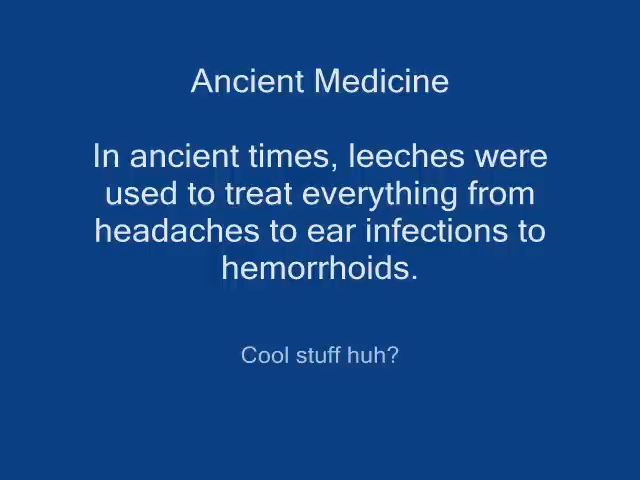 Ancient Medicine
In ancient times, leeches were
used to treat everything from
headaches to ear infections to
hemorrhoids.
Cool stuff huh?